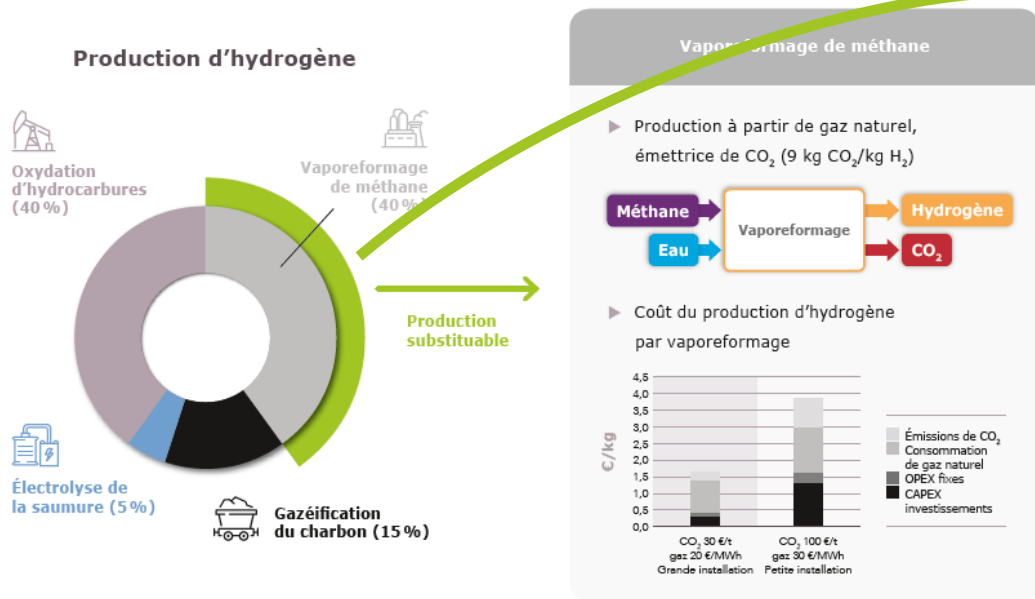 Production d’hydrogène
Oxydation
d’hydrocarbures
(40 %)
Vaporeformage
de méthane
(40 %)
Production
substituable
Électrolyse de
la saumure (5 %)
Gazéification
du charbon (15 %)
Vaporeformage de méthane
Production à partir de gaz naturel,
émettrice de CO₂ (9 kg CO₂/kg H₂)
Méthane
Eau
Vaporeformage
Hydrogène
CO₂
Coût du production d’hydrogène
par vaporeformage
€/kg
4,5
4,0
3,5
3,0
2,5
2,0
1,5
1,0
0,5
0,0
CO₂ 30 €/t
gaz 20 €/MWh
Grande installation
CO₂ 100 €/t
gaz 30 €/MWh
Petite installation
Émissions de CO₂
Consommation
de gaz naturel
OPEX fixes
CAPEX
investissements